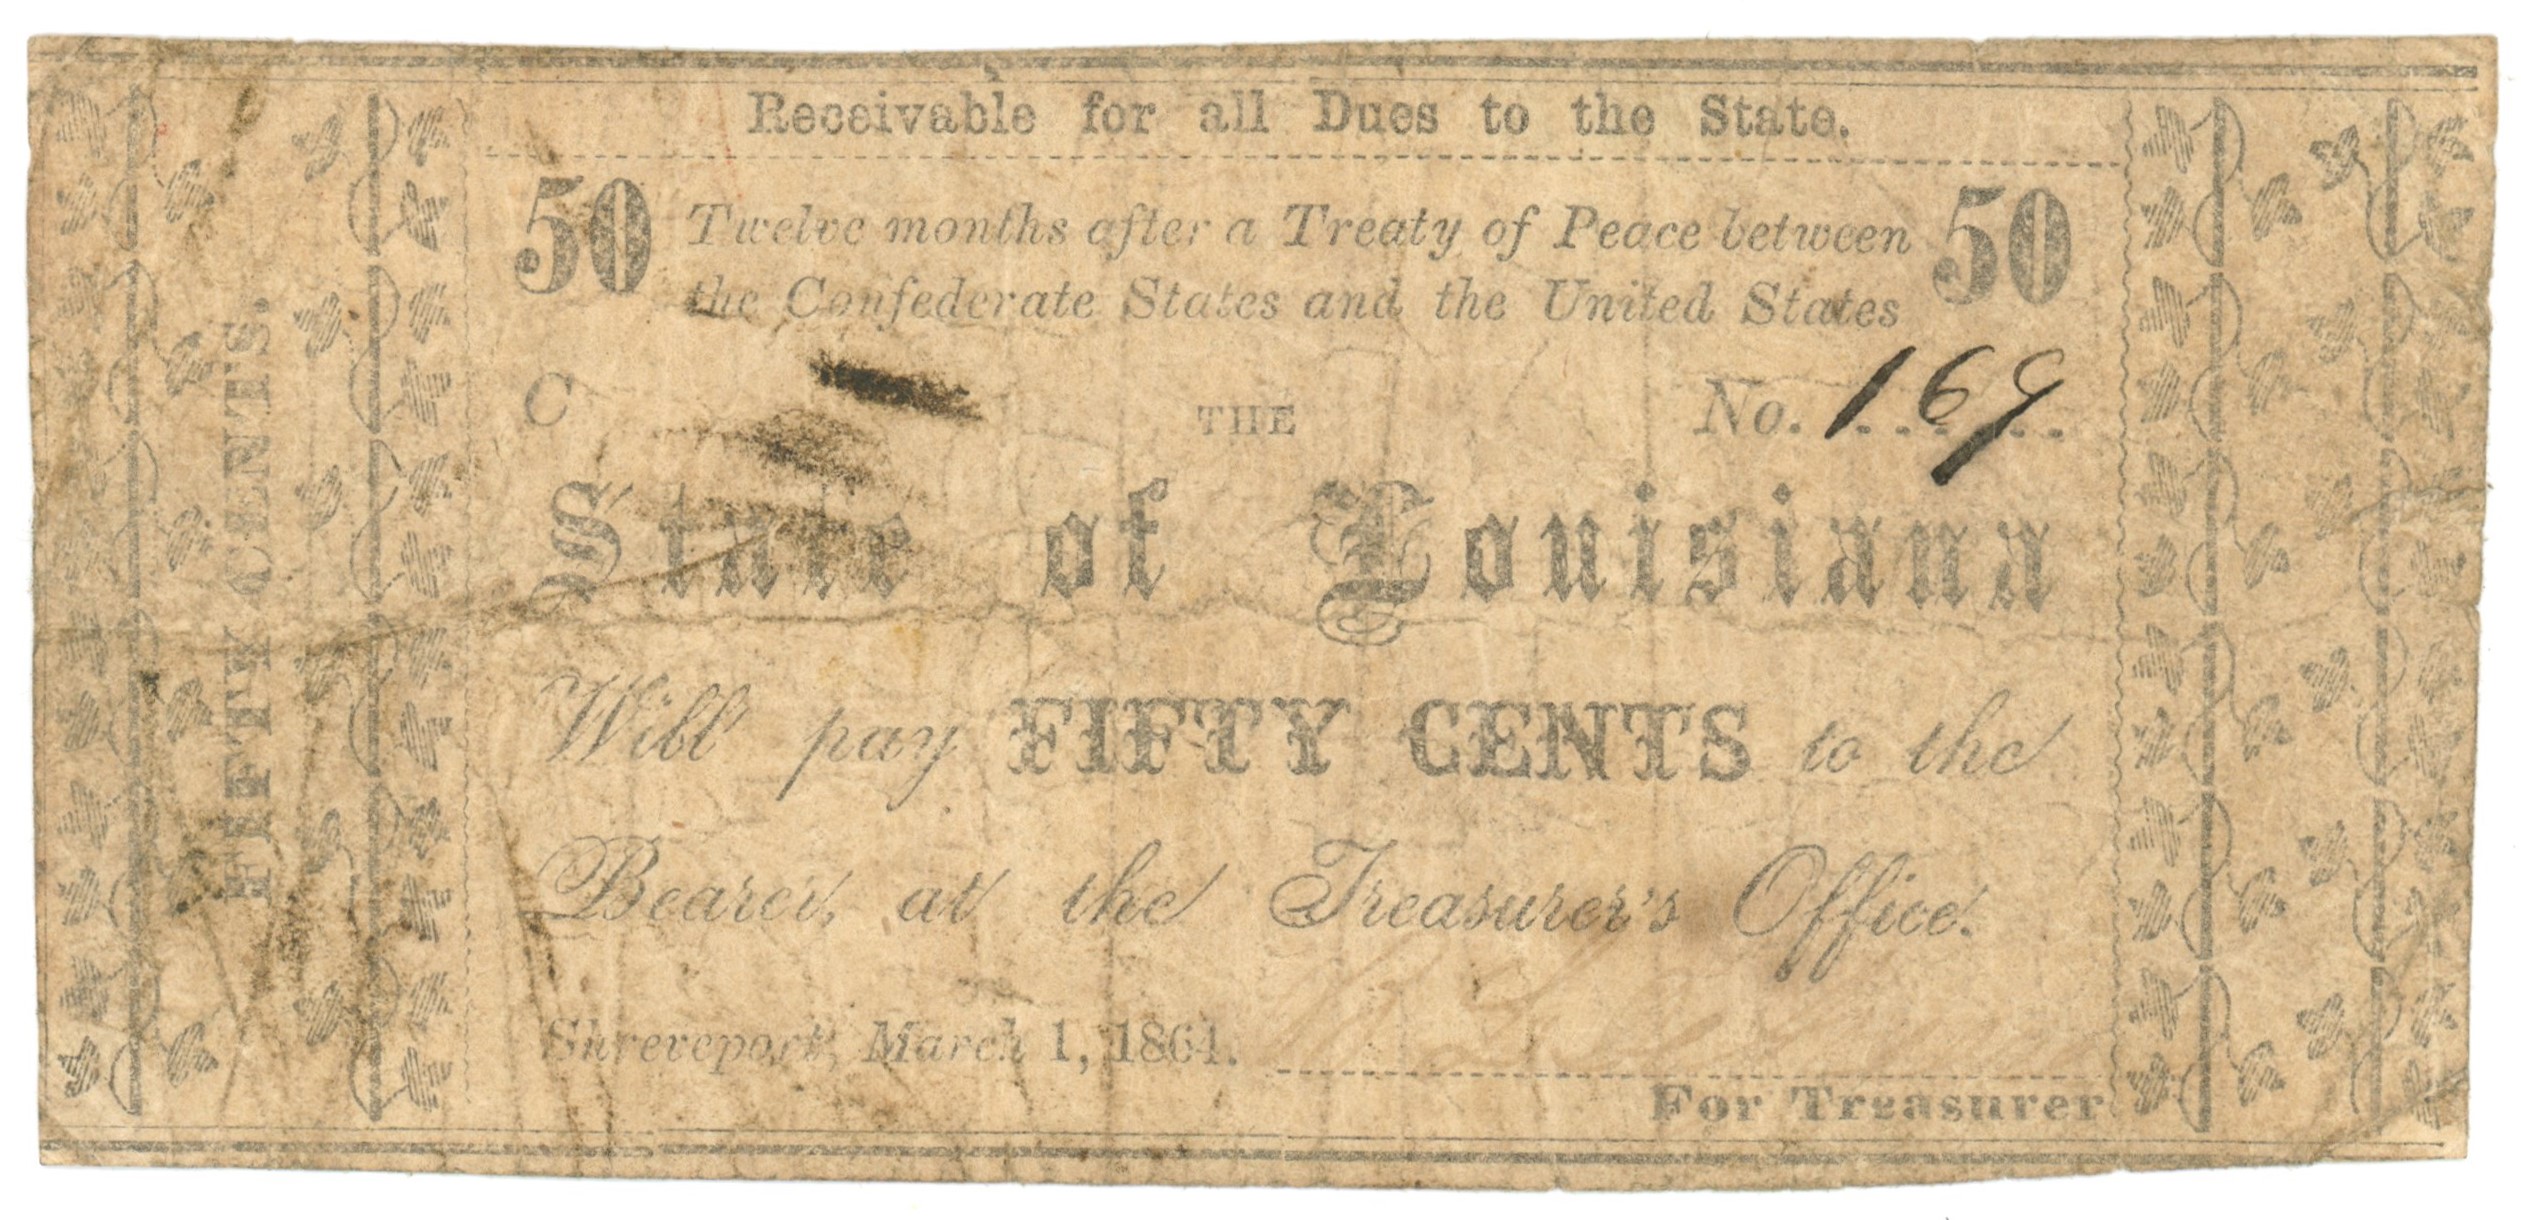 Receivable for all Dues to the State.
50 Twelve months after a Treaty of Peace between 50
the Confederate States and the United States
C THE No. 169
State of Louisiana
Will pay FIFTY CENTS to the
Bearer, at the Treasurer's Office.
Shreveport, March 1, 1864.
For Treasurer
FIFTY CENTS.